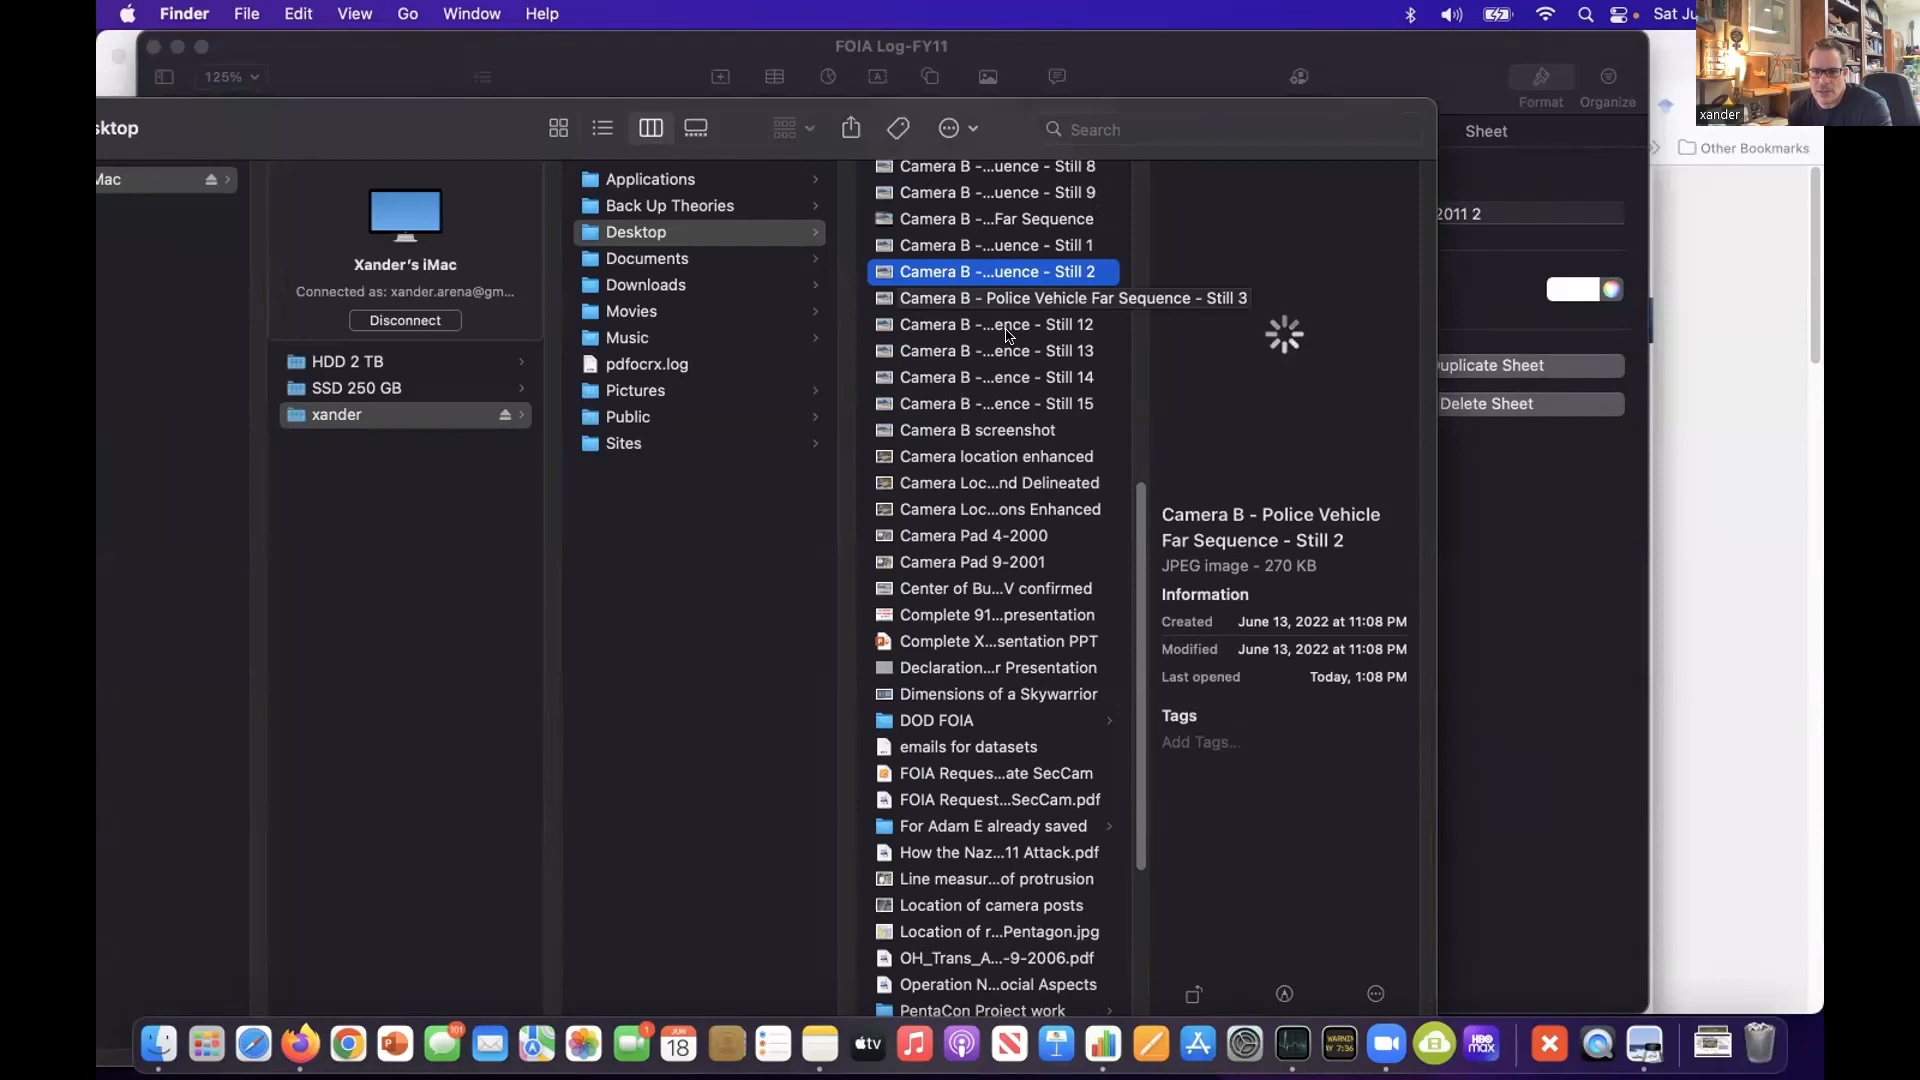 Finder File Edit View Go Window Help Sat Ju
FOIA Log-FY11
125%
Format Organize
sktop
Search
Sheet
xander
Other Bookmarks
Mac
Xander's iMac
Connected as: xander.arena@gm...
Disconnect
HDD 2 TB
SSD 250 GB
xander
Applications
Back Up Theories
Desktop
Documents
Downloads
Movies
Music
pdfocrx.log
Pictures
Public
Sites
Camera B -...uence - Still 8
Camera B -...uence - Still 9
Camera B -...Far Sequence
Camera B -...uence - Still 1
Camera B -...uence - Still 2
Camera B - Police Vehicle Far Sequence - Still 3
Camera B -...ence - Still 12
Camera B -...ence - Still 13
Camera B -...ence - Still 14
Camera B -...ence - Still 15
Camera B screenshot
Camera location enhanced
Camera Loc...nd Delineated
Camera Loc...ons Enhanced
Camera Pad 4-2000
Camera Pad 9-2001
Center of Bu...V confirmed
Complete 91...presentation
Complete X...sentation PPT
Declaration...r Presentation
Dimensions of a Skywarrior
DOD FOIA
emails for datasets
FOIA Reques...ate SecCam
FOIA Request...SecCam.pdf
For Adam E already saved
How the Naz...11 Attack.pdf
Line measur...of protrusion
Location of camera posts
Location of r...Pentagon.jpg
OH_Trans_A...-9-2006.pdf
Operation N...ocial Aspects
PentaCon Project work
Camera B - Police Vehicle
Far Sequence - Still 2
JPEG image - 270 KB
Information
Created June 13, 2022 at 11:08 PM
Modified June 13, 2022 at 11:08 PM
Last opened Today, 1:08 PM
Tags
Add Tags...
2011 2
uplicate Sheet
Delete Sheet
101
1
JUN
18
tv
WARNIN
AY 7:36
HBO
max